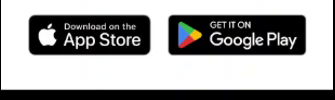 Download on the
App Store
GET IT ON
Google Play